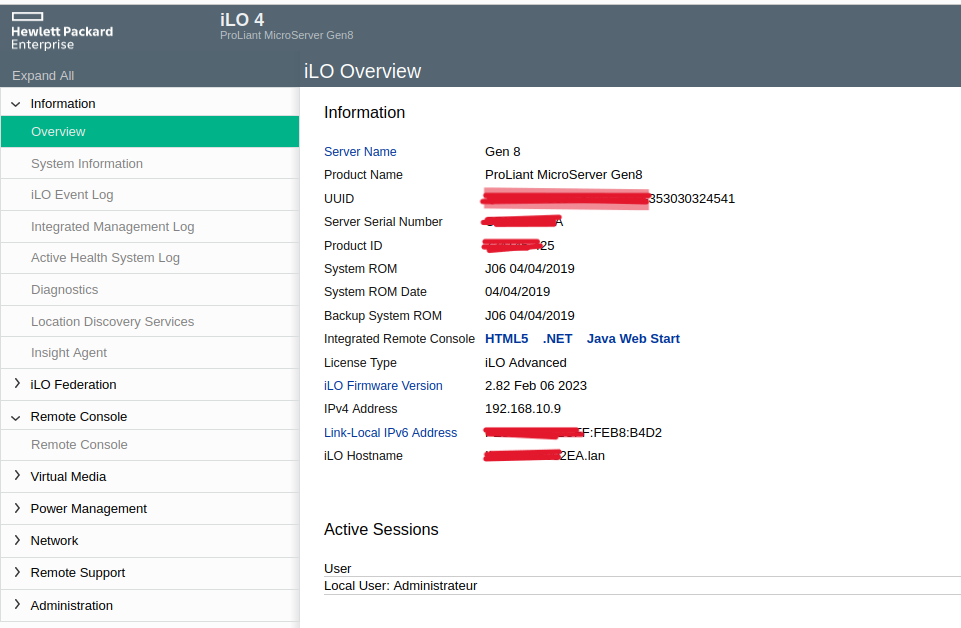 Hewlett Packard
Enterprise
iLO 4
ProLiant MicroServer Gen8
Expand All
iLO Overview
Information
Overview
System Information
iLO Event Log
Integrated Management Log
Active Health System Log
Diagnostics
Location Discovery Services
Insight Agent
iLO Federation
Remote Console
Remote Console
Virtual Media
Power Management
Network
Remote Support
Administration
Information
Server Name Gen 8
Product Name ProLiant MicroServer Gen8
UUID 353030324541
Server Serial Number A
Product ID 25
System ROM J06 04/04/2019
System ROM Date 04/04/2019
Backup System ROM J06 04/04/2019
Integrated Remote Console HTML5 .NET Java Web Start
License Type iLO Advanced
iLO Firmware Version 2.82 Feb 06 2023
IPv4 Address 192.168.10.9
Link-Local IPv6 Address F:FEB8:B4D2
iLO Hostname 2EA.lan
Active Sessions
User
Local User: Administrateur